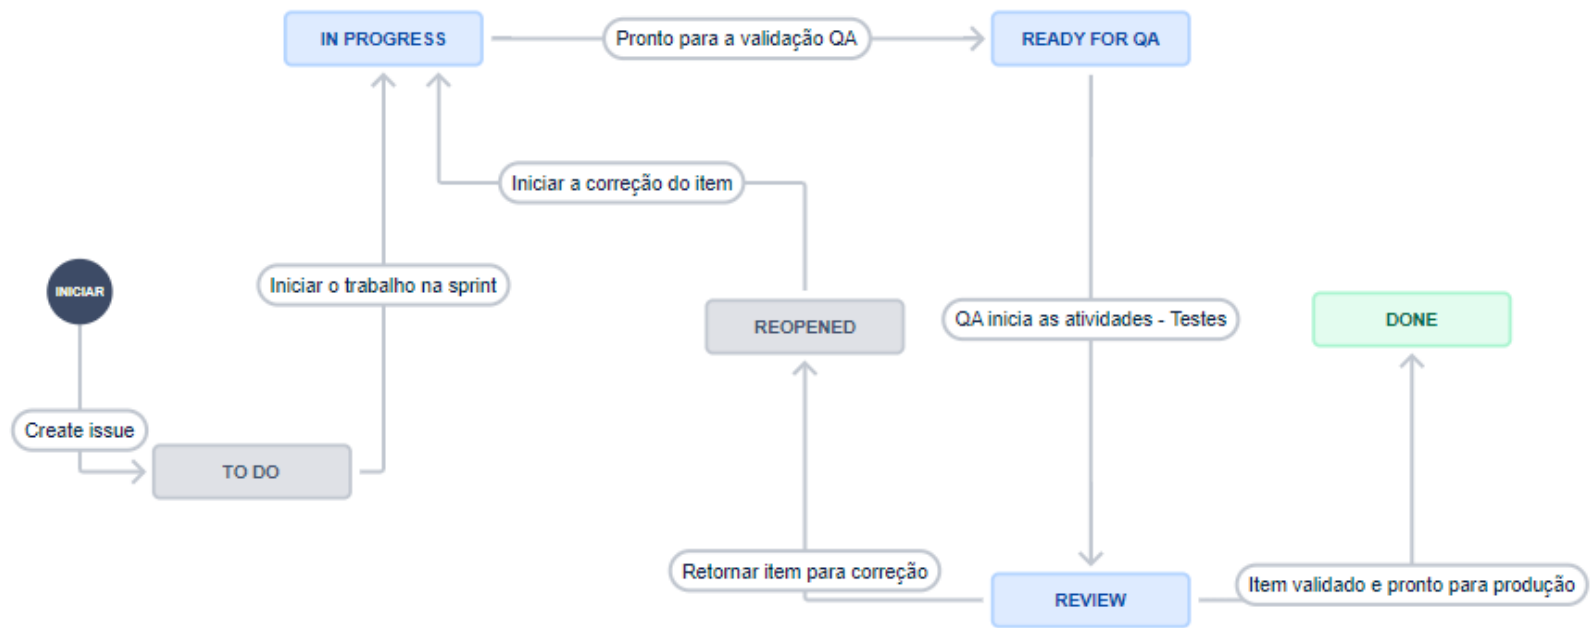 IN PROGRESS
Pronto para a validação QA
READY FOR QA
Iniciar a correção do item
INICIAR
Iniciar o trabalho na sprint
REOPENED
QA inicia as atividades - Testes
DONE
Create issue
TO DO
Retornar item para correção
REVIEW
Item validado e pronto para produção